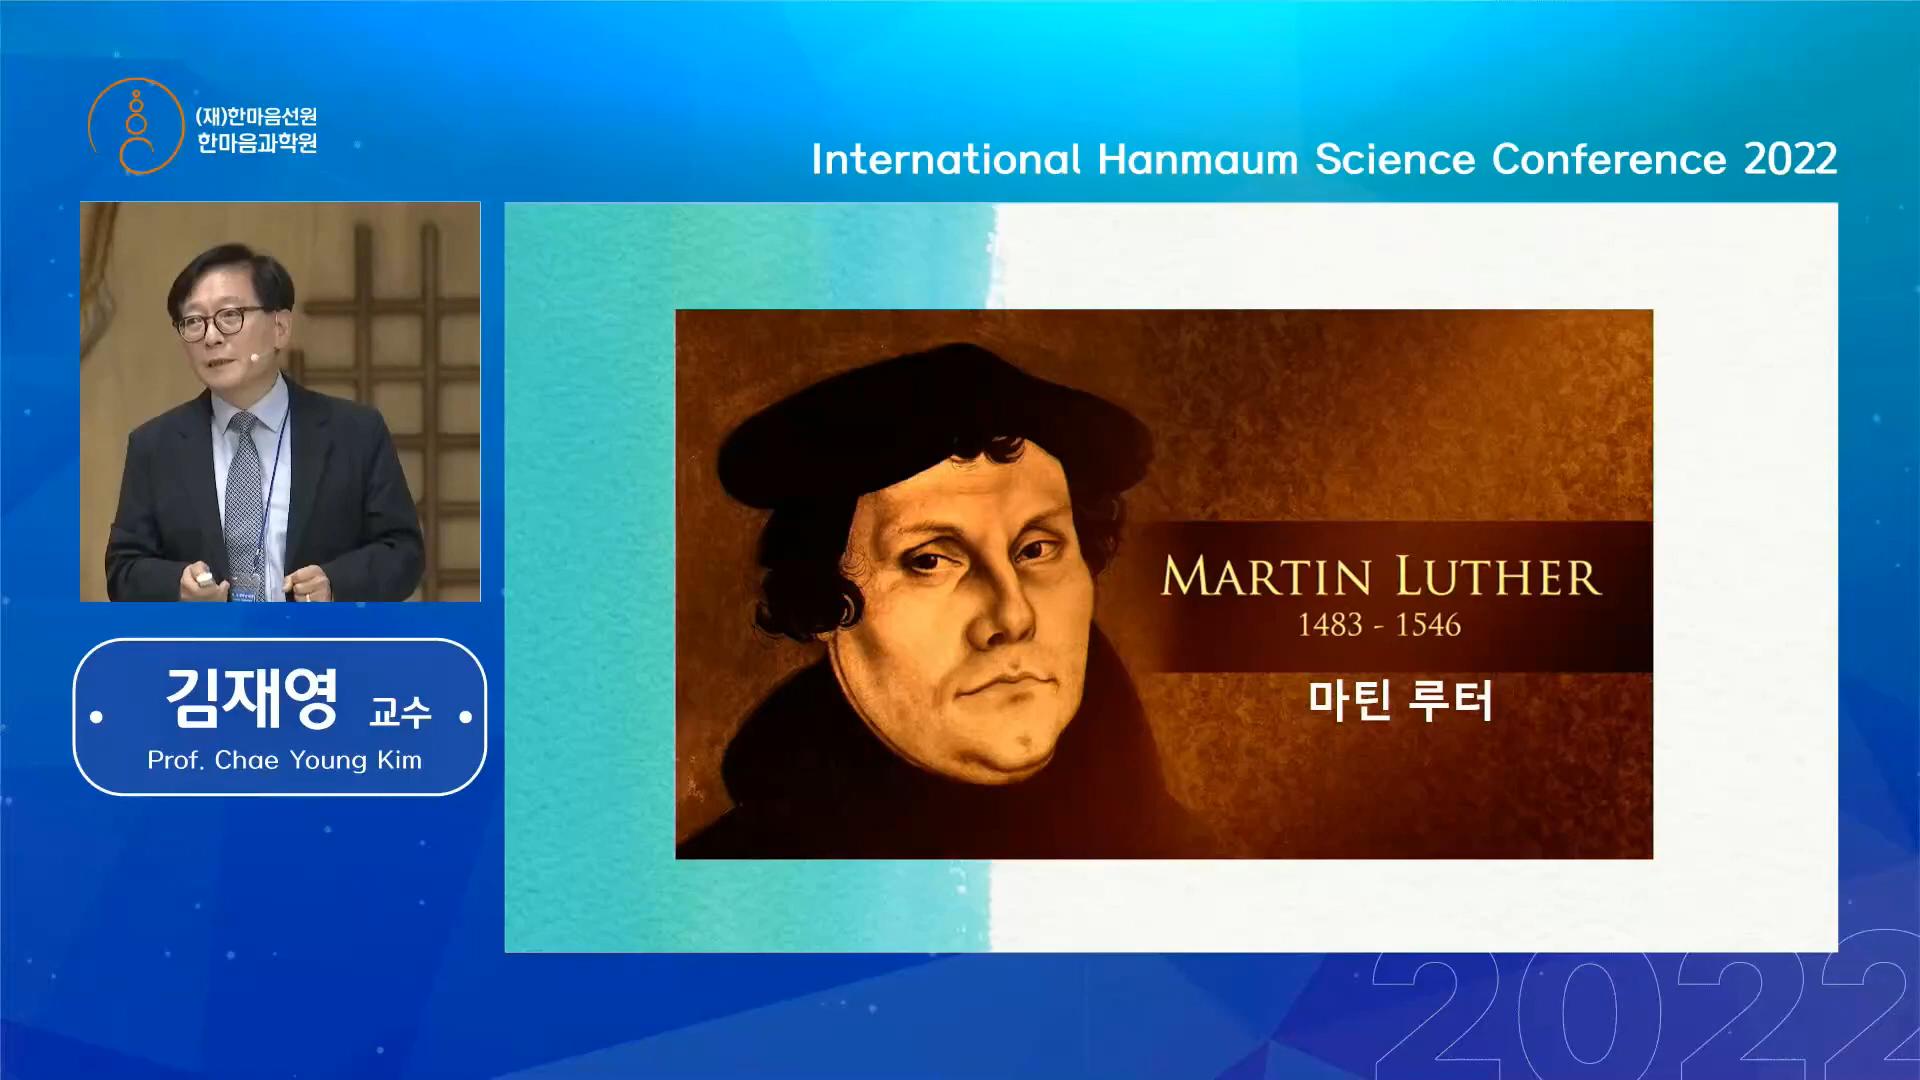 (재)한마음선원
한마음과학원
International Hanmaum Science Conference 2022
김재영 교수
Prof. Chae Young Kim
MARTIN LUTHER
1483 - 1546
마틴 루터
2022